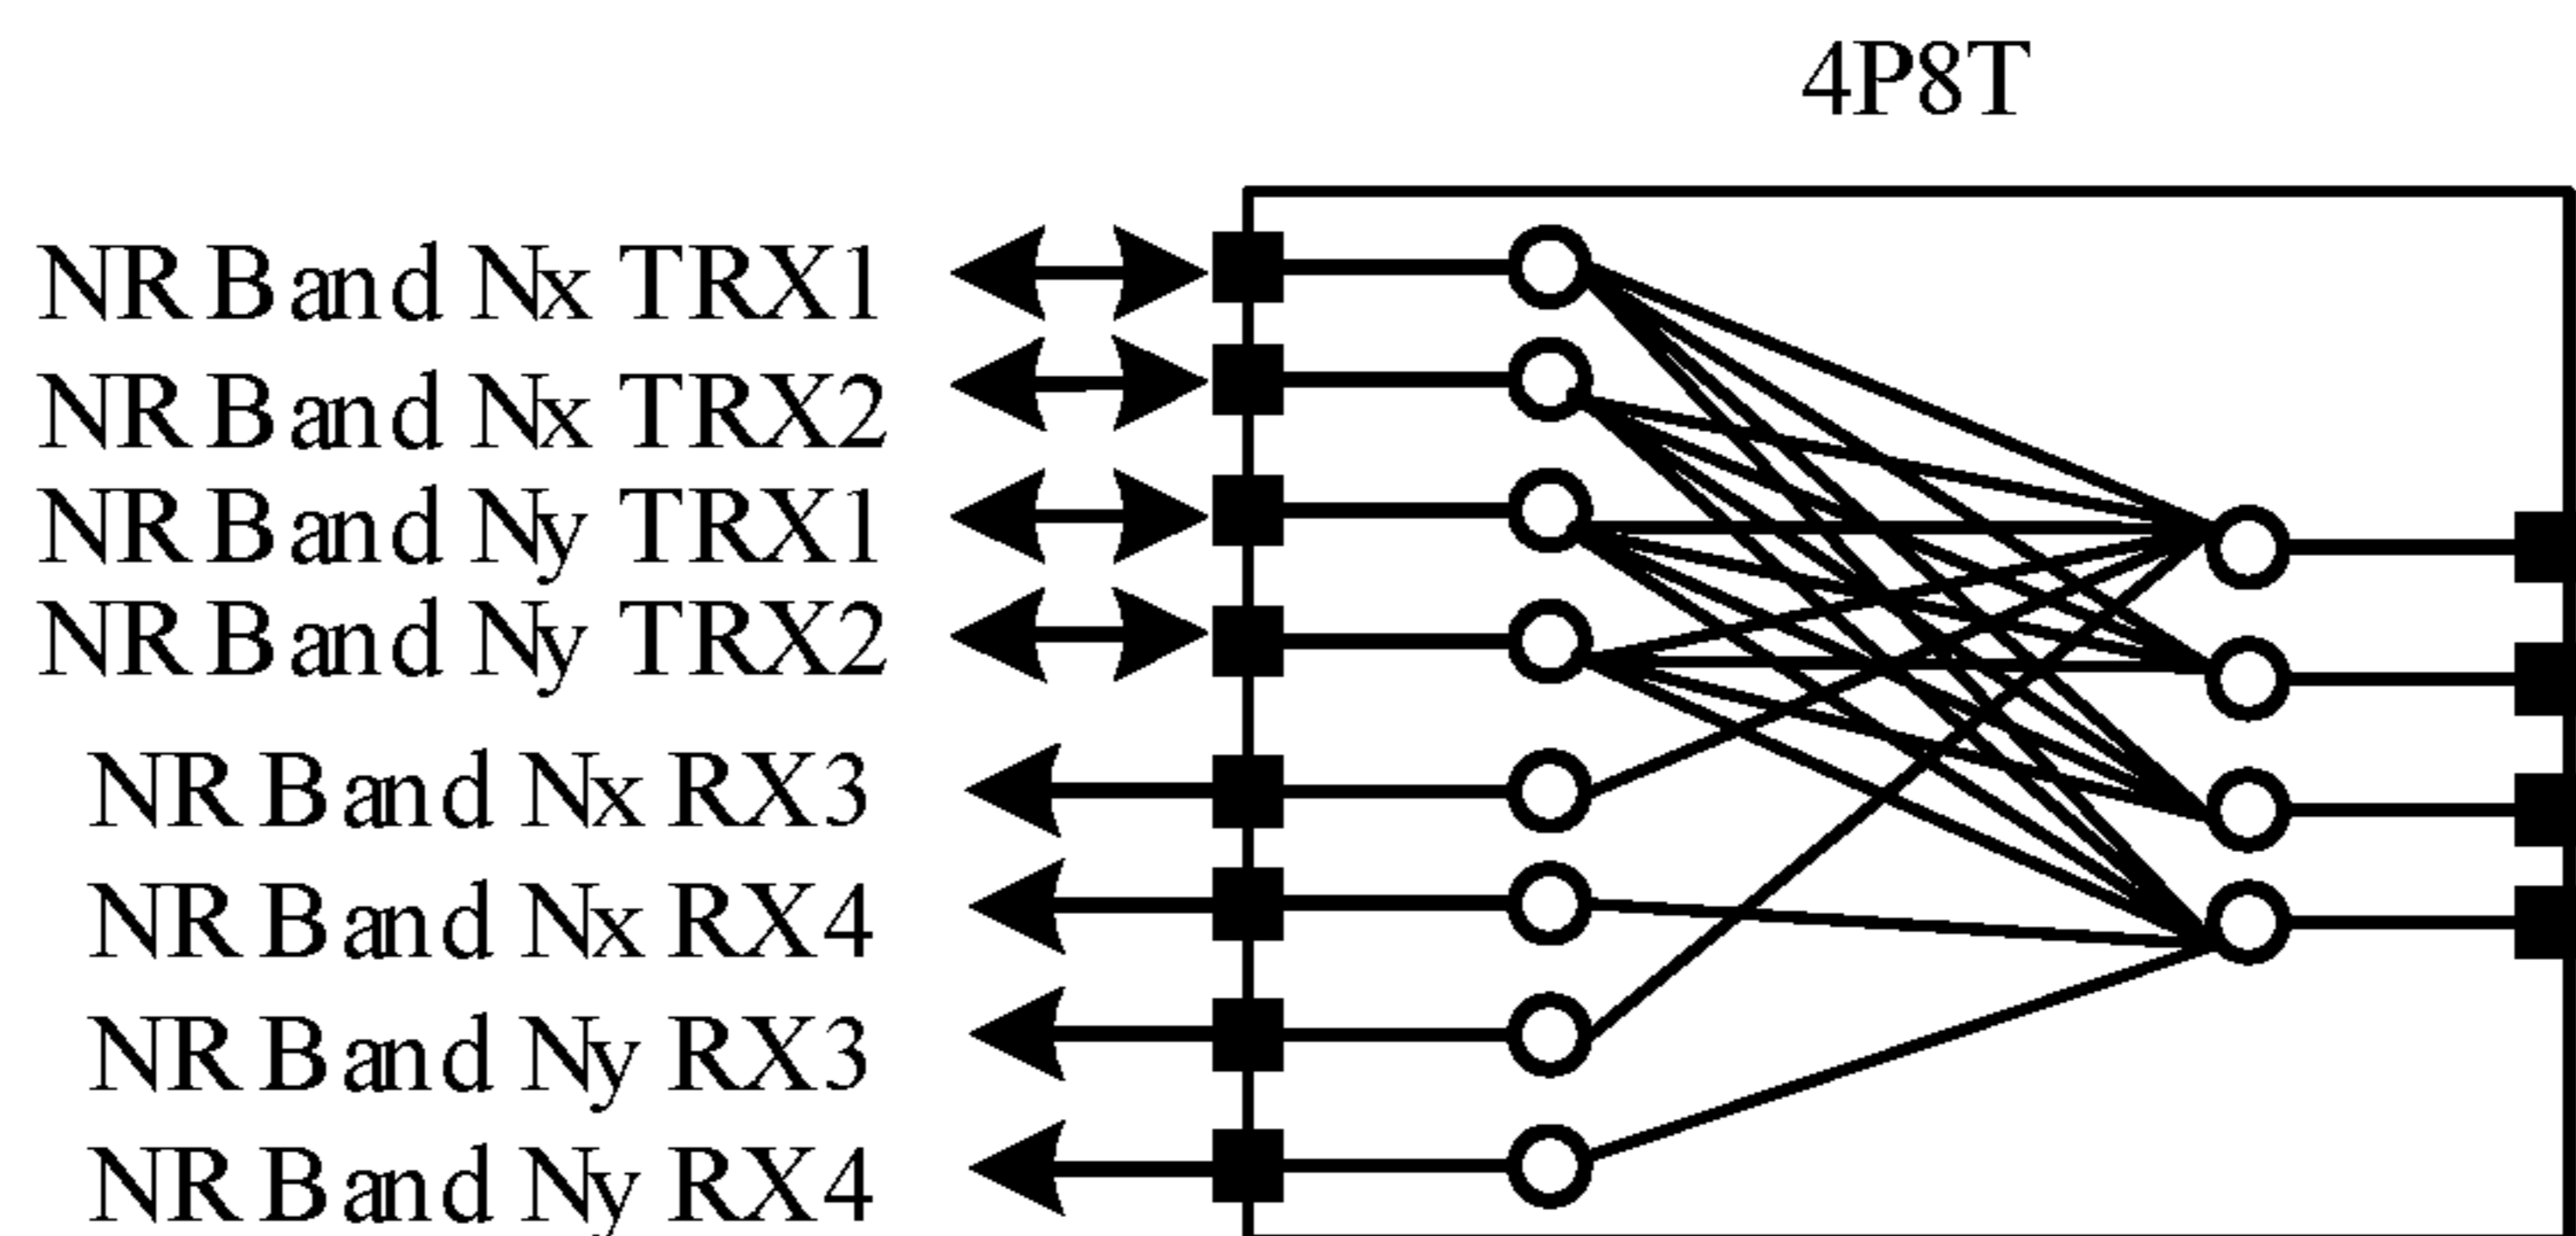 4P8T
NR Band Nx TRX1
NR Band Nx TRX2
NR Band Ny TRX1
NR Band Ny TRX2
NR Band Nx RX3
NR Band Nx RX4
NR Band Ny RX3
NR Band Ny RX4